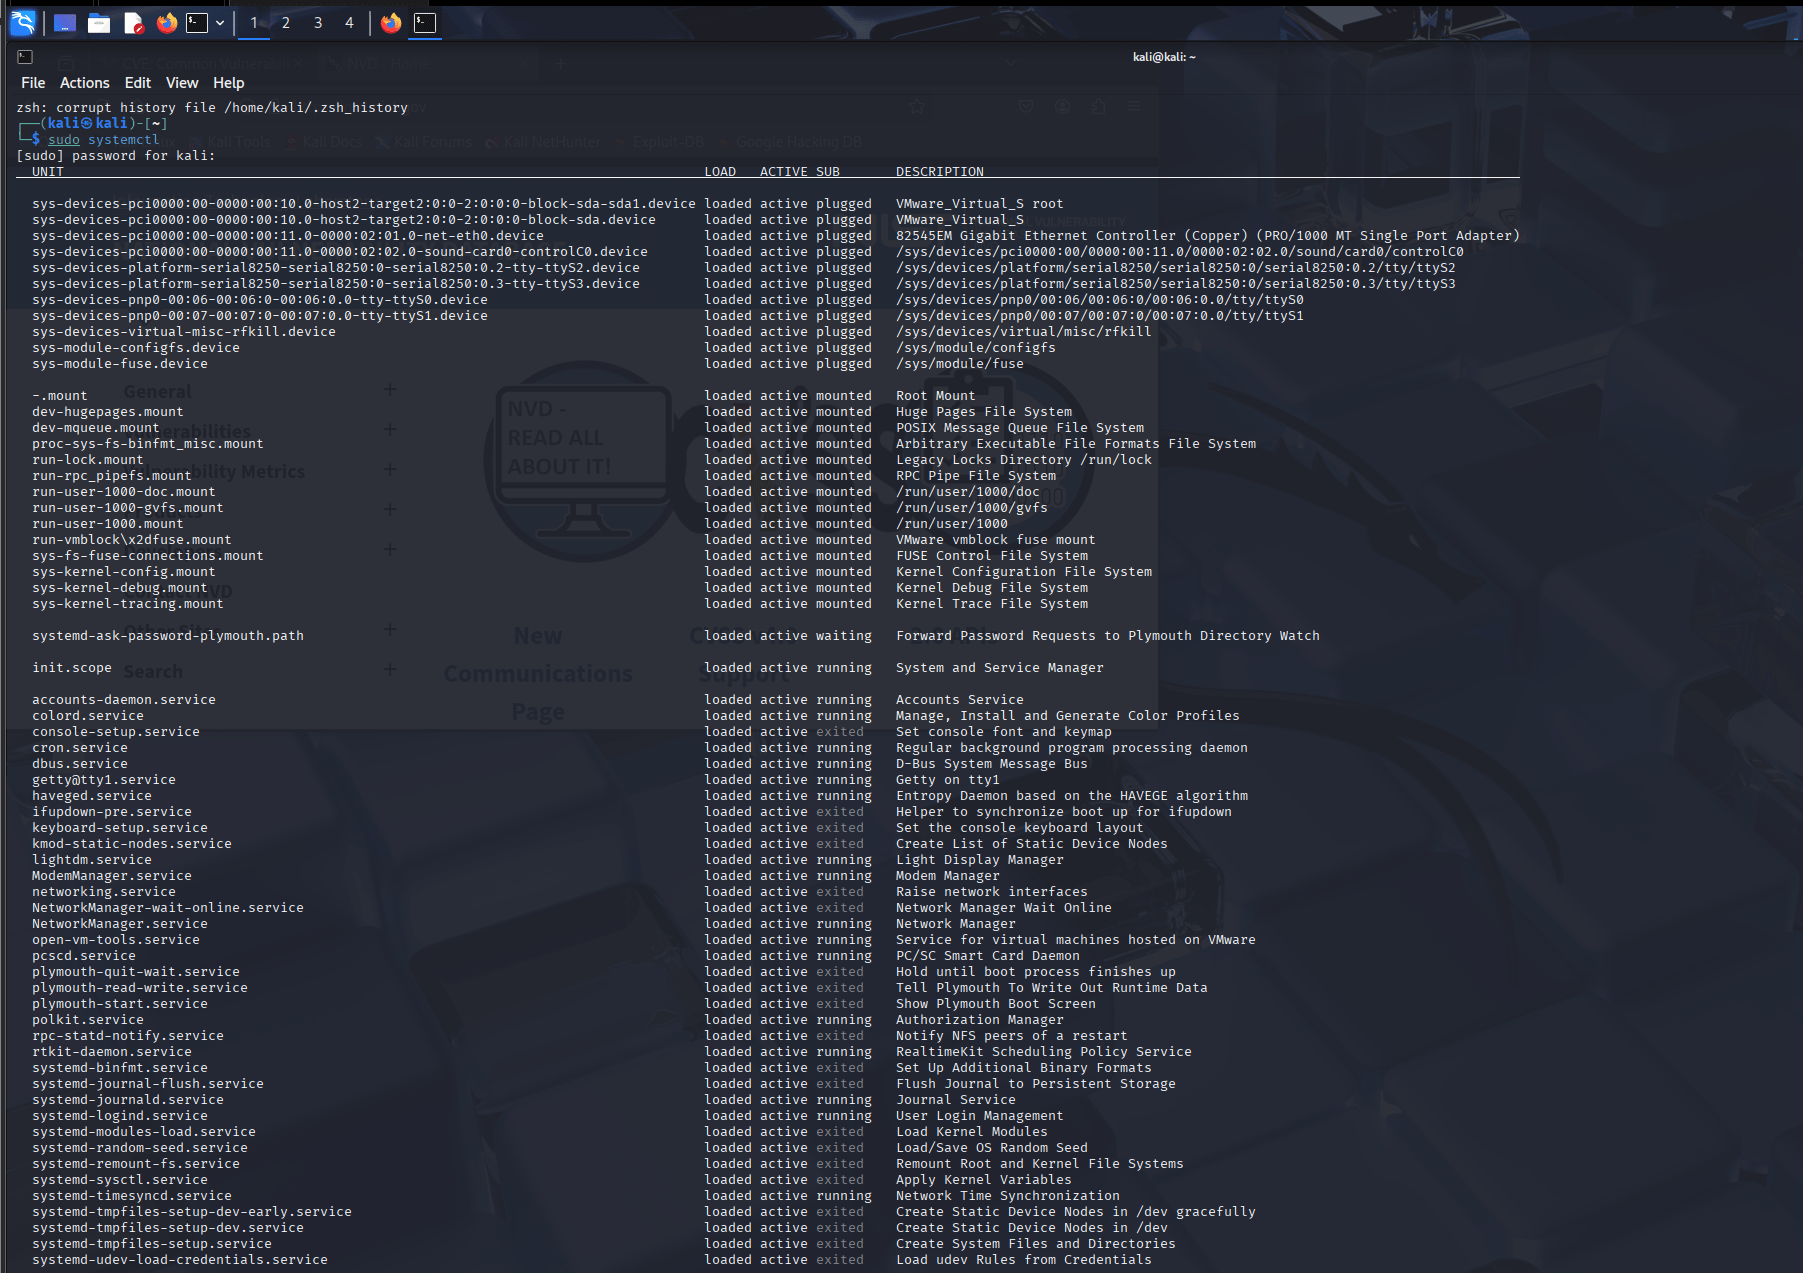 1 2 3 4
kali@kali: ~
File Actions Edit View Help
zsh: corrupt history file /home/kali/.zsh_history
┌──(kali㉿kali)-[~]
└─$ sudo systemctl
[sudo] password for kali:
UNIT LOAD ACTIVE SUB DESCRIPTION
sys-devices-pci0000:00-0000:00:10.0-host2-target2:0:0-2:0:0:0-block-sda-sda1.device loaded active plugged VMware_Virtual_S root
sys-devices-pci0000:00-0000:00:10.0-host2-target2:0:0-2:0:0:0-block-sda.device loaded active plugged VMware_Virtual_S
sys-devices-pci0000:00-0000:00:11.0-0000:02:01.0-net-eth0.device loaded active plugged 82545EM Gigabit Ethernet Controller (Copper) (PRO/1000 MT Single Port Adapter)
sys-devices-pci0000:00-0000:00:11.0-0000:02:02.0-sound-card0-controlC0.device loaded active plugged /sys/devices/pci0000:00/0000:00:11.0/0000:02:02.0/sound/card0/controlC0
sys-devices-platform-serial8250-serial8250:0-serial8250:0.2-tty-ttyS2.device loaded active plugged /sys/devices/platform/serial8250/serial8250:0/serial8250:0.2/tty/ttyS2
sys-devices-platform-serial8250-serial8250:0-serial8250:0.3-tty-ttyS3.device loaded active plugged /sys/devices/platform/serial8250/serial8250:0/serial8250:0.3/tty/ttyS3
sys-devices-pnp0-00:06-00:06:0-00:06:0.0-tty-ttyS0.device loaded active plugged /sys/devices/pnp0/00:06/00:06:0/00:06:0.0/tty/ttyS0
sys-devices-pnp0-00:07-00:07:0-00:07:0.0-tty-ttyS1.device loaded active plugged /sys/devices/pnp0/00:07/00:07:0/00:07:0.0/tty/ttyS1
sys-devices-virtual-misc-rfkill.device loaded active plugged /sys/devices/virtual/misc/rfkill
sys-module-configfs.device loaded active plugged /sys/module/configfs
sys-module-fuse.device loaded active plugged /sys/module/fuse
-.mount loaded active mounted Root Mount
dev-hugepages.mount loaded active mounted Huge Pages File System
dev-mqueue.mount loaded active mounted POSIX Message Queue File System
proc-sys-fs-binfmt_misc.mount loaded active mounted Arbitrary Executable File Formats File System
run-lock.mount loaded active mounted Legacy Locks Directory /run/lock
run-rpc_pipefs.mount loaded active mounted RPC Pipe File System
run-user-1000-doc.mount loaded active mounted /run/user/1000/doc
run-user-1000-gvfs.mount loaded active mounted /run/user/1000/gvfs
run-user-1000.mount loaded active mounted /run/user/1000
run-vmblock\x2dfuse.mount loaded active mounted VMware vmblock fuse mount
sys-fs-fuse-connections.mount loaded active mounted FUSE Control File System
sys-kernel-config.mount loaded active mounted Kernel Configuration File System
sys-kernel-debug.mount loaded active mounted Kernel Debug File System
sys-kernel-tracing.mount loaded active mounted Kernel Trace File System
systemd-ask-password-plymouth.path loaded active waiting Forward Password Requests to Plymouth Directory Watch
init.scope loaded active running System and Service Manager
accounts-daemon.service loaded active running Accounts Service
colord.service loaded active running Manage, Install and Generate Color Profiles
console-setup.service loaded active exited Set console font and keymap
cron.service loaded active running Regular background program processing daemon
dbus.service loaded active running D-Bus System Message Bus
getty@tty1.service loaded active running Getty on tty1
haveged.service loaded active running Entropy Daemon based on the HAVEGE algorithm
ifupdown-pre.service loaded active exited Helper to synchronize boot up for ifupdown
keyboard-setup.service loaded active exited Set the console keyboard layout
kmod-static-nodes.service loaded active exited Create List of Static Device Nodes
lightdm.service loaded active running Light Display Manager
ModemManager.service loaded active running Modem Manager
networking.service loaded active exited Raise network interfaces
NetworkManager-wait-online.service loaded active exited Network Manager Wait Online
NetworkManager.service loaded active running Network Manager
open-vm-tools.service loaded active running Service for virtual machines hosted on VMware
pcscd.service loaded active running PC/SC Smart Card Daemon
plymouth-quit-wait.service loaded active exited Hold until boot process finishes up
plymouth-read-write.service loaded active exited Tell Plymouth To Write Out Runtime Data
plymouth-start.service loaded active exited Show Plymouth Boot Screen
polkit.service loaded active running Authorization Manager
rpc-statd-notify.service loaded active exited Notify NFS peers of a restart
rtkit-daemon.service loaded active running RealtimeKit Scheduling Policy Service
systemd-binfmt.service loaded active exited Set Up Additional Binary Formats
systemd-journal-flush.service loaded active exited Flush Journal to Persistent Storage
systemd-journald.service loaded active running Journal Service
systemd-logind.service loaded active running User Login Management
systemd-modules-load.service loaded active exited Load Kernel Modules
systemd-random-seed.service loaded active exited Load/Save OS Random Seed
systemd-remount-fs.service loaded active exited Remount Root and Kernel File Systems
systemd-sysctl.service loaded active exited Apply Kernel Variables
systemd-timesyncd.service loaded active running Network Time Synchronization
systemd-tmpfiles-setup-dev-early.service loaded active exited Create Static Device Nodes in /dev gracefully
systemd-tmpfiles-setup-dev.service loaded active exited Create Static Device Nodes in /dev
systemd-tmpfiles-setup.service loaded active exited Create System Files and Directories
systemd-udev-load-credentials.service loaded active exited Load udev Rules from Credentials
Kali Tools Kali Docs Kali Forums Kali NetHunter Exploit-DB Google Hacking DB
General
Vulnerability Metrics
Search
NVD -
READ ALL
ABOUT IT!
New
Communications
Page
Support